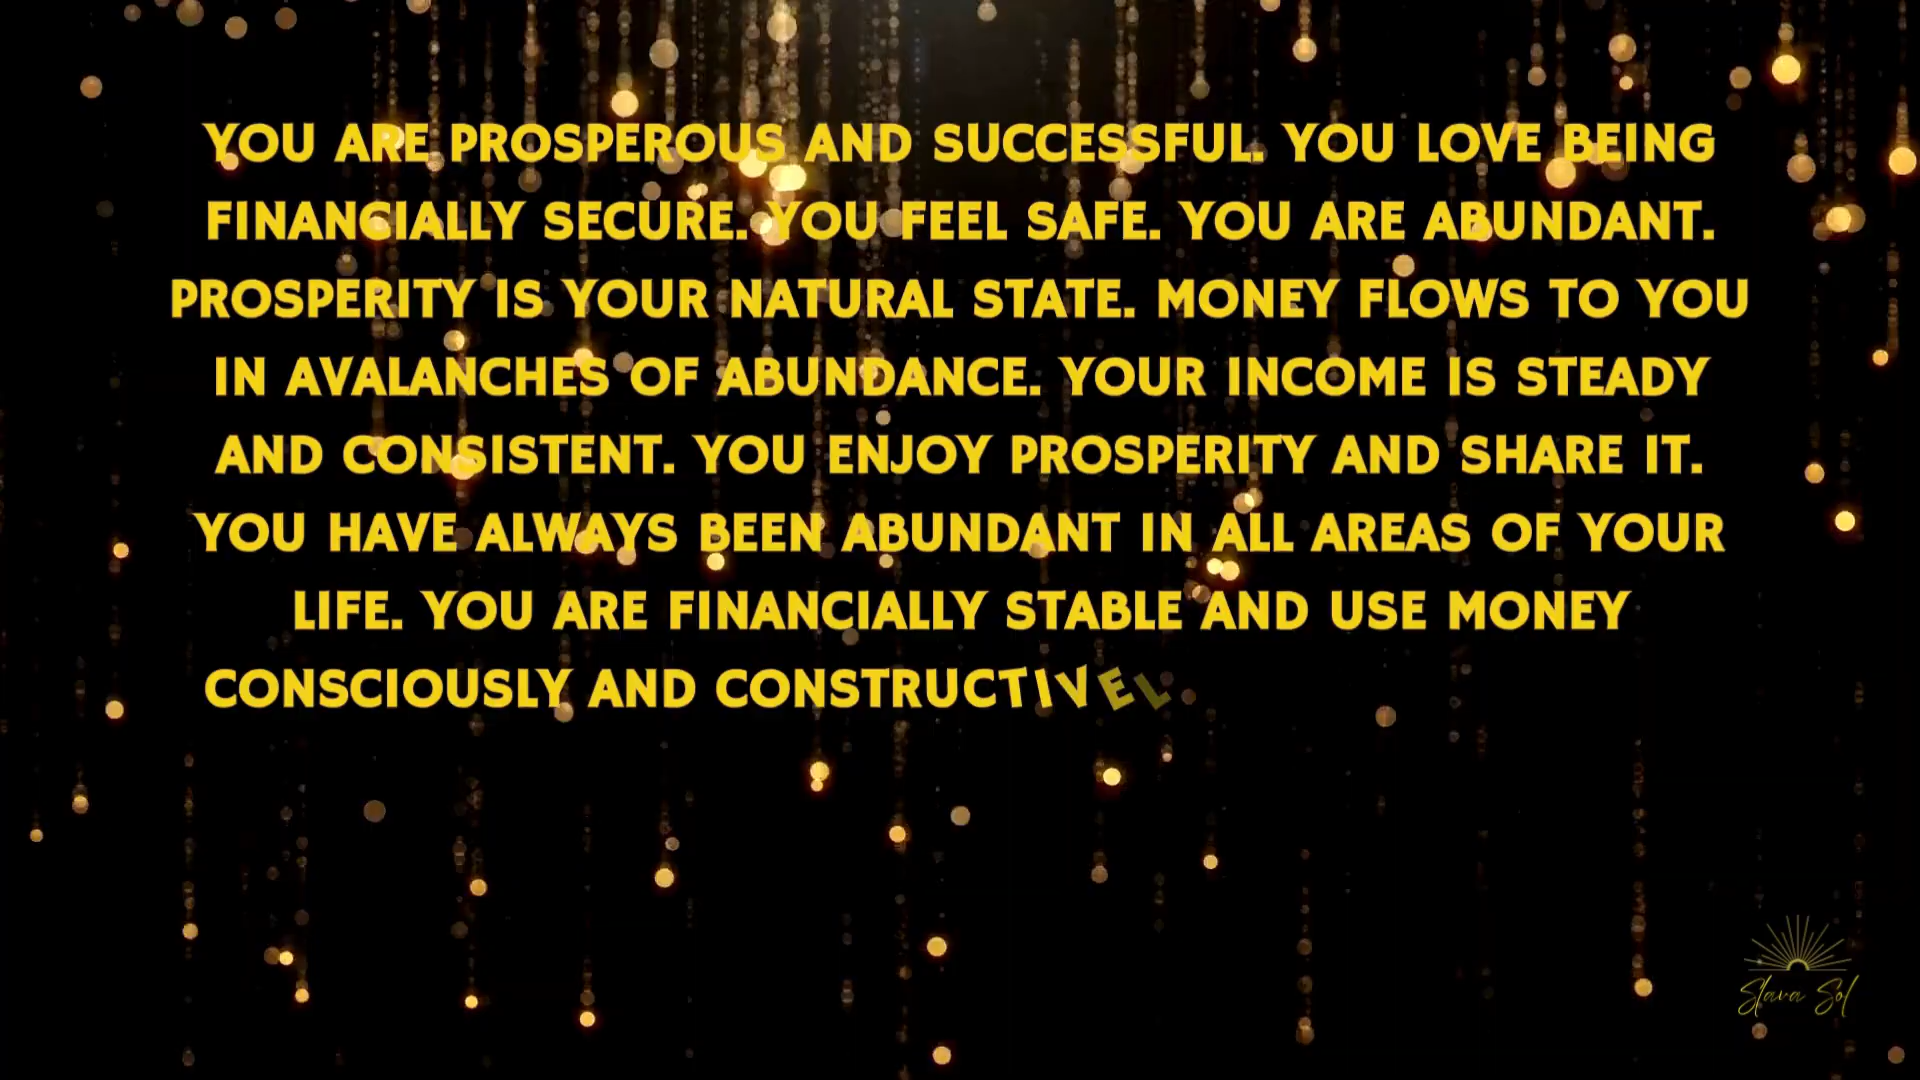 YOU ARE PROSPEROUS AND SUCCESSFUL. YOU LOVE BEING
FINANCIALLY SECURE. YOU FEEL SAFE. YOU ARE ABUNDANT.
PROSPERITY IS YOUR NATURAL STATE. MONEY FLOWS TO YOU
IN AVALANCHES OF ABUNDANCE. YOUR INCOME IS STEADY
AND CONSISTENT. YOU ENJOY PROSPERITY AND SHARE IT.
YOU HAVE ALWAYS BEEN ABUNDANT IN ALL AREAS OF YOUR
LIFE. YOU ARE FINANCIALLY STABLE AND USE MONEY
CONSCIOUSLY AND CONSTRUCTIVEL
Slava Sol